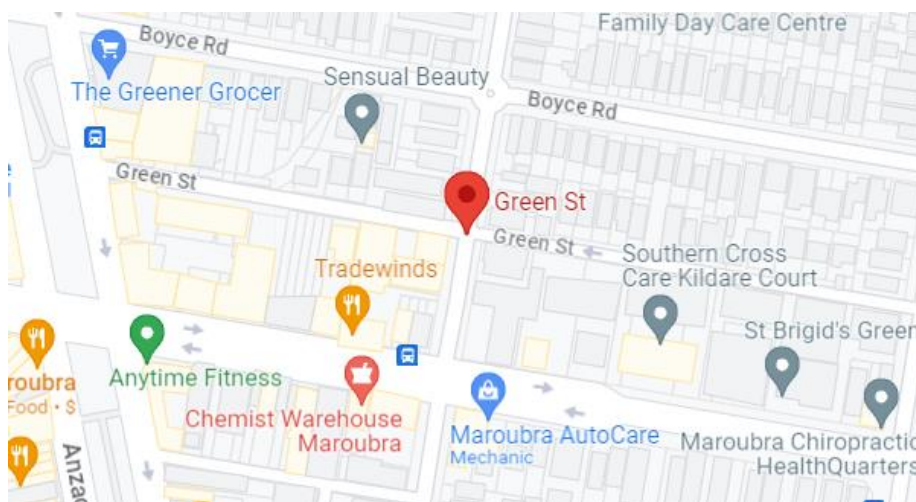 Family Day Care Centre
Boyce Rd
Sensual Beauty
The Greener Grocer
Boyce Rd
Green St
Green St
Green St
Southern Cross
Care Kildare Court
Tradewinds
St Brigid's Green
roubra
Food • $
Anytime Fitness
Chemist Warehouse
Maroubra
Maroubra AutoCare
Mechanic
Maroubra Chiropractic
HealthQuarters
Anzac